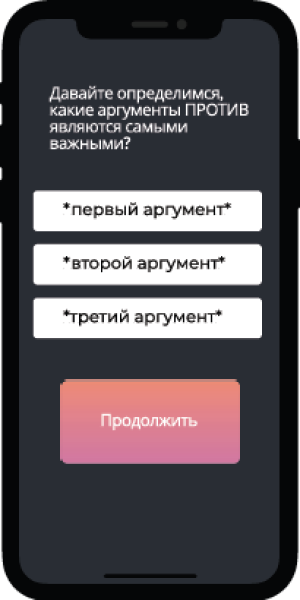 Давайте определимся,
какие аргументы ПРОТИВ
являются самыми
важными?
*первый аргумент*
*второй аргумент*
*третий аргумент*
Продолжить